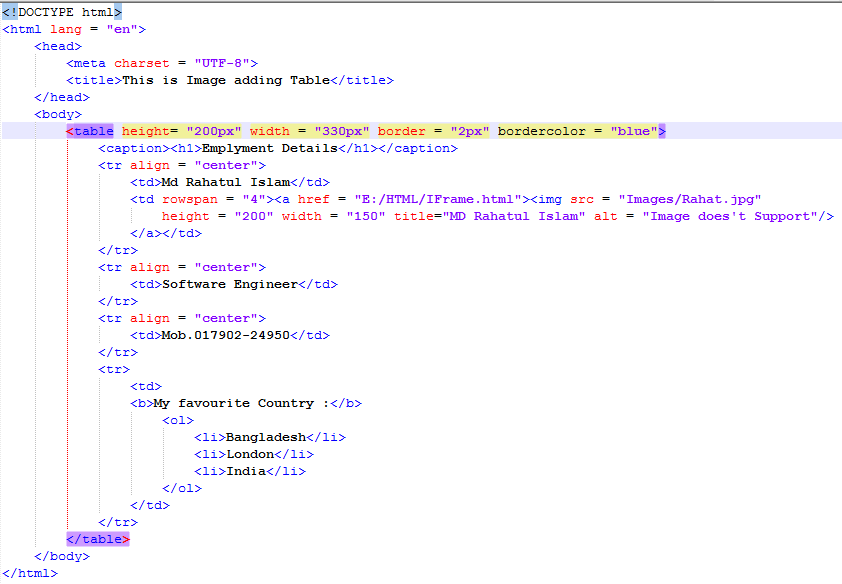 <!DOCTYPE html>
<html lang = "en">
    <head>
        <meta charset = "UTF-8">
        <title>This is Image adding Table</title>
    </head>
    <body>
        <table height= "200px" width = "330px" border = "2px" bordercolor = "blue">
            <caption><h1>Emplyment Details</h1></caption>
            <tr align = "center">
                <td>Md Rahatul Islam</td>
                <td rowspan = "4"><a href = "E:/HTML/IFrame.html"><img src = "Images/Rahat.jpg"
                    height = "200" width = "150" title="MD Rahatul Islam" alt = "Image does't Support"/>
                </a></td>
            </tr>
            <tr align = "center">
                <td>Software Engineer</td>
            </tr>
            <tr align = "center">
                <td>Mob.017902-24950</td>
            </tr>
            <tr>
                <td>
                <b>My favourite Country :</b>
                    <ol>
                        <li>Bangladesh</li>
                        <li>London</li>
                        <li>India</li>
                    </ol>
                </td>
            </tr>
        </table>
    </body>
</html>